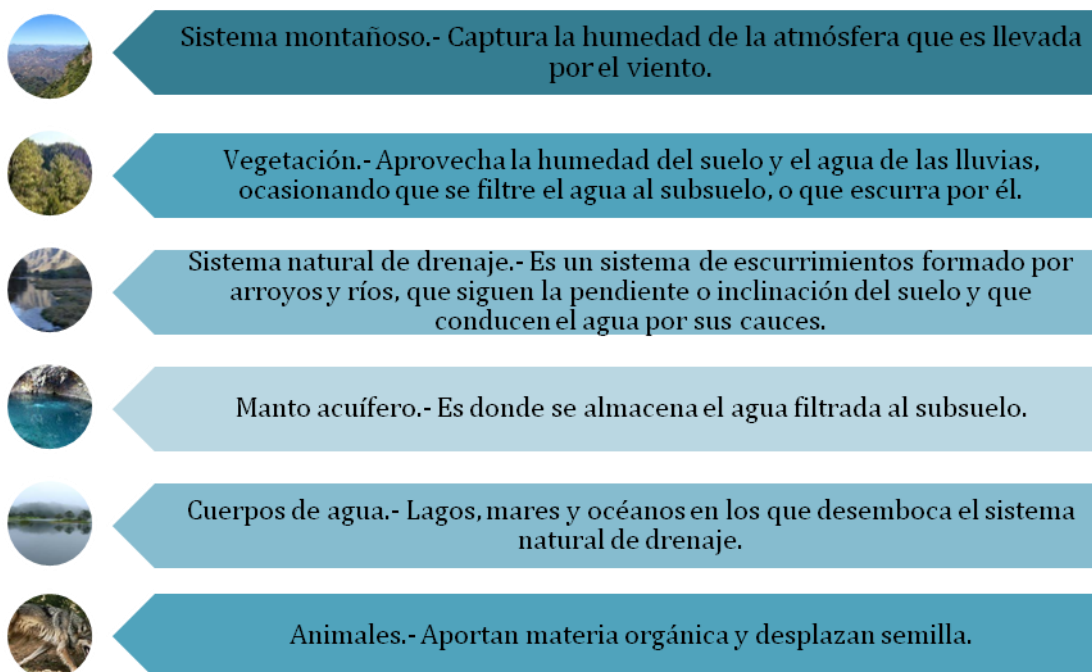 Sistema montañoso.- Captura la humedad de la atmósfera que es llevada
por el viento.
Vegetación.- Aprovecha la humedad del suelo y el agua de las lluvias,
ocasionando que se filtre el agua al subsuelo, o que escurra por él.
Sistema natural de drenaje.- Es un sistema de escurrimientos formado por
arroyos y ríos, que siguen la pendiente o inclinación del suelo y que
conducen el agua por sus cauces.
Manto acuífero.- Es donde se almacena el agua filtrada al subsuelo.
Cuerpos de agua.- Lagos, mares y océanos en los que desemboca el sistema
natural de drenaje.
Animales.- Aportan materia orgánica y desplazan semilla.